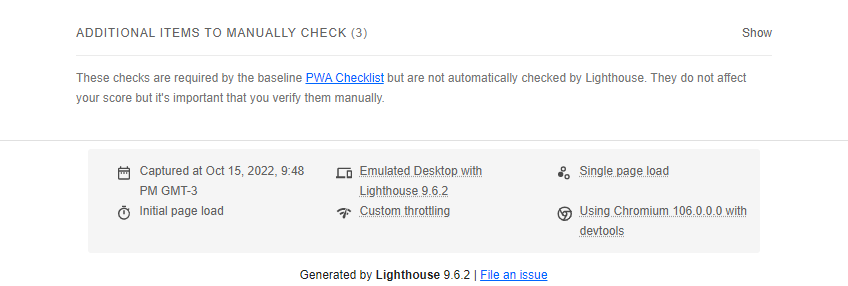 ADDITIONAL ITEMS TO MANUALLY CHECK (3) Show
These checks are required by the baseline PWA Checklist but are not automatically checked by Lighthouse. They do not affect
your score but it's important that you verify them manually.
Captured at Oct 15, 2022, 9:48
PM GMT-3
Emulated Desktop with
Lighthouse 9.6.2
Single page load
Initial page load
Custom throttling
Using Chromium 106.0.0.0 with
devtools
Generated by Lighthouse 9.6.2 | File an issue